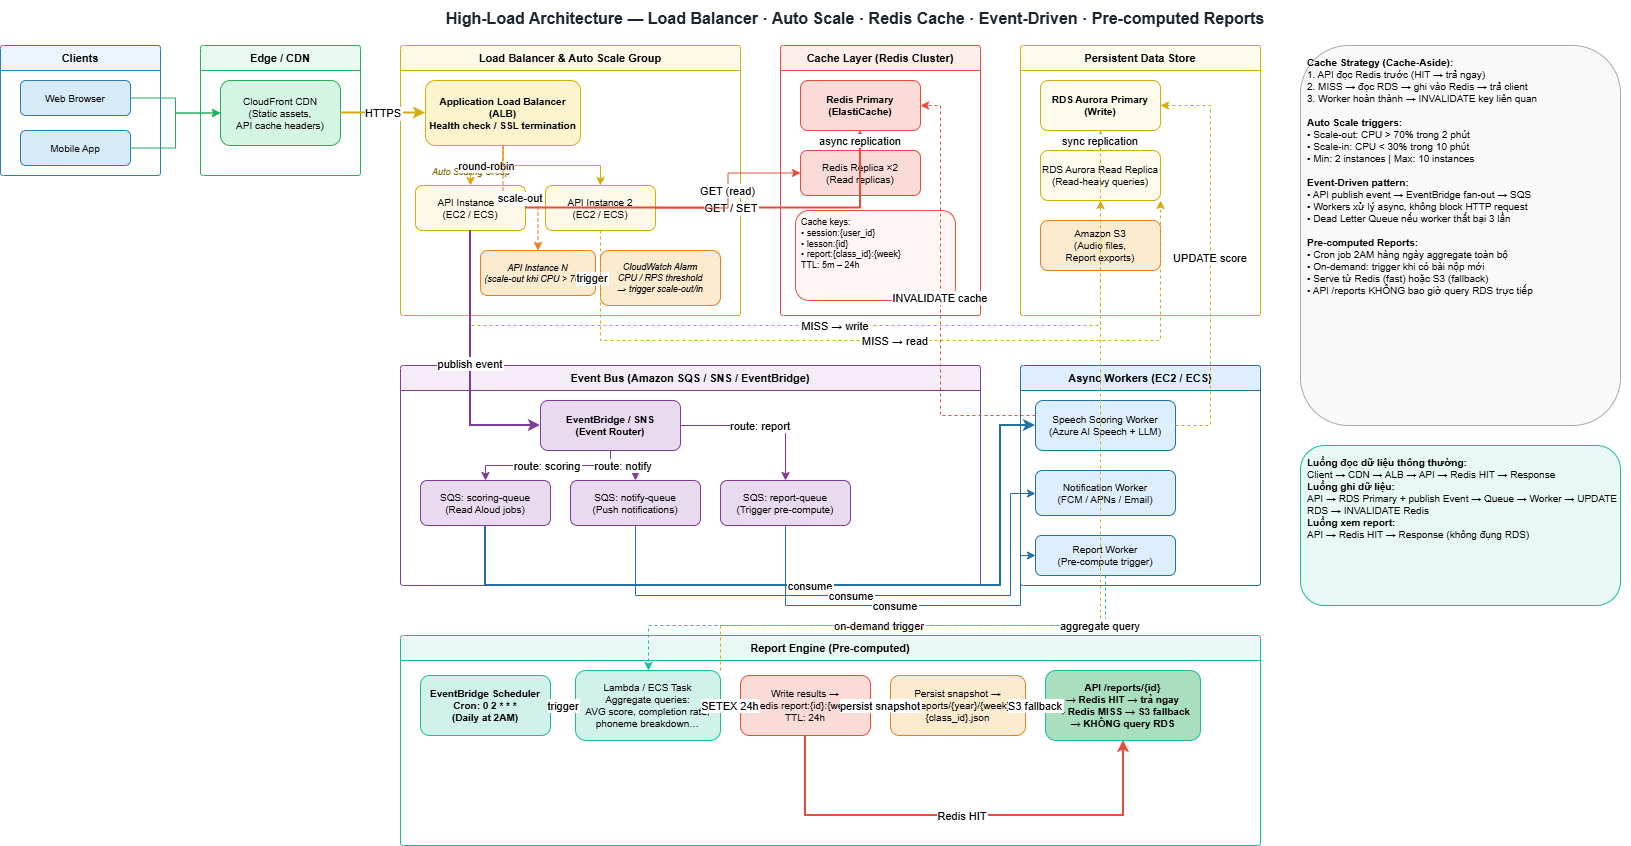 High-Load Architecture — Load Balancer · Auto Scale · Redis Cache · Event-Driven · Pre-computed Reports
Clients
Web Browser
Mobile App
Edge / CDN
CloudFront CDN
(Static assets,
API cache headers)
HTTPS
Load Balancer & Auto Scale Group
Application Load Balancer
(ALB)
Health check / SSL termination
round-robin
Auto Scaling Group
scale-out
API Instance
(EC2 / ECS)
API Instance 2
(EC2 / ECS)
API Instance N
(scale-out khi CPU >
trigger
CloudWatch Alarm
CPU / RPS threshold
→ trigger scale-out/in
GET (read)
GET / SET
Cache Layer (Redis Cluster)
Redis Primary
(ElastiCache)
async replication
Redis Replica ×2
(Read replicas)
Cache keys:
• session:{user_id}
• lesson:{id}
• report:{class_id}:{week}
TTL: 5m – 24h
INVALIDATE cache
Persistent Data Store
RDS Aurora Primary
(Write)
sync replication
RDS Aurora Read Replica
(Read-heavy queries)
Amazon S3
(Audio files,
Report exports)
UPDATE score
MISS → write
MISS → read
publish event
Event Bus (Amazon SQS / SNS / EventBridge)
EventBridge / SNS
(Event Router)
route: report
route: scoring
route: notify
SQS: scoring-queue
(Read Aloud jobs)
SQS: notify-queue
(Push notifications)
SQS: report-queue
(Trigger pre-compute)
consume
consume
consume
Async Workers (EC2 / ECS)
Speech Scoring Worker
(Azure AI Speech + LLM)
Notification Worker
(FCM / APNs / Email)
Report Worker
(Pre-compute trigger)
on-demand trigger
aggregate query
Report Engine (Pre-computed)
EventBridge Scheduler
Cron: 0 2 * * *
(Daily at 2AM)
trigger
Lambda / ECS Task
Aggregate queries:
AVG score, completion rate,
phoneme breakdown…
SETEX 24h
Write results →
TTL: 24h
persist snapshot
Persist snapshot →
{class_id}.json
S3 fallback
API /reports/{id}
→ Redis HIT → trả ngay
Redis MISS → S3 fallback
→ KHÔNG query RDS
Redis HIT
Cache Strategy (Cache-Aside):
1. API đọc Redis trước (HIT → trả ngay)
2. MISS → đọc RDS → ghi vào Redis → trả client
3. Worker hoàn thành → INVALIDATE key liên quan
Auto Scale triggers:
• Scale-out: CPU > 70% trong 2 phút
• Scale-in: CPU < 30% trong 10 phút
• Min: 2 instances | Max: 10 instances
Event-Driven pattern:
• API publish event → EventBridge fan-out → SQS
• Workers xử lý async, không block HTTP request
• Dead Letter Queue nếu worker thất bại 3 lần
Pre-computed Reports:
• Cron job 2AM hàng ngày aggregate toàn bộ
• On-demand: trigger khi có bài nộp mới
• Serve từ Redis (fast) hoặc S3 (fallback)
• API /reports KHÔNG bao giờ query RDS trực tiếp
Luồng đọc dữ liệu thông thường:
Client → CDN → ALB → API → Redis HIT → Response
Luồng ghi dữ liệu:
API → RDS Primary + publish Event → Queue → Worker → UPDATE
RDS → INVALIDATE Redis
Luồng xem report:
API → Redis HIT → Response (không đụng RDS)